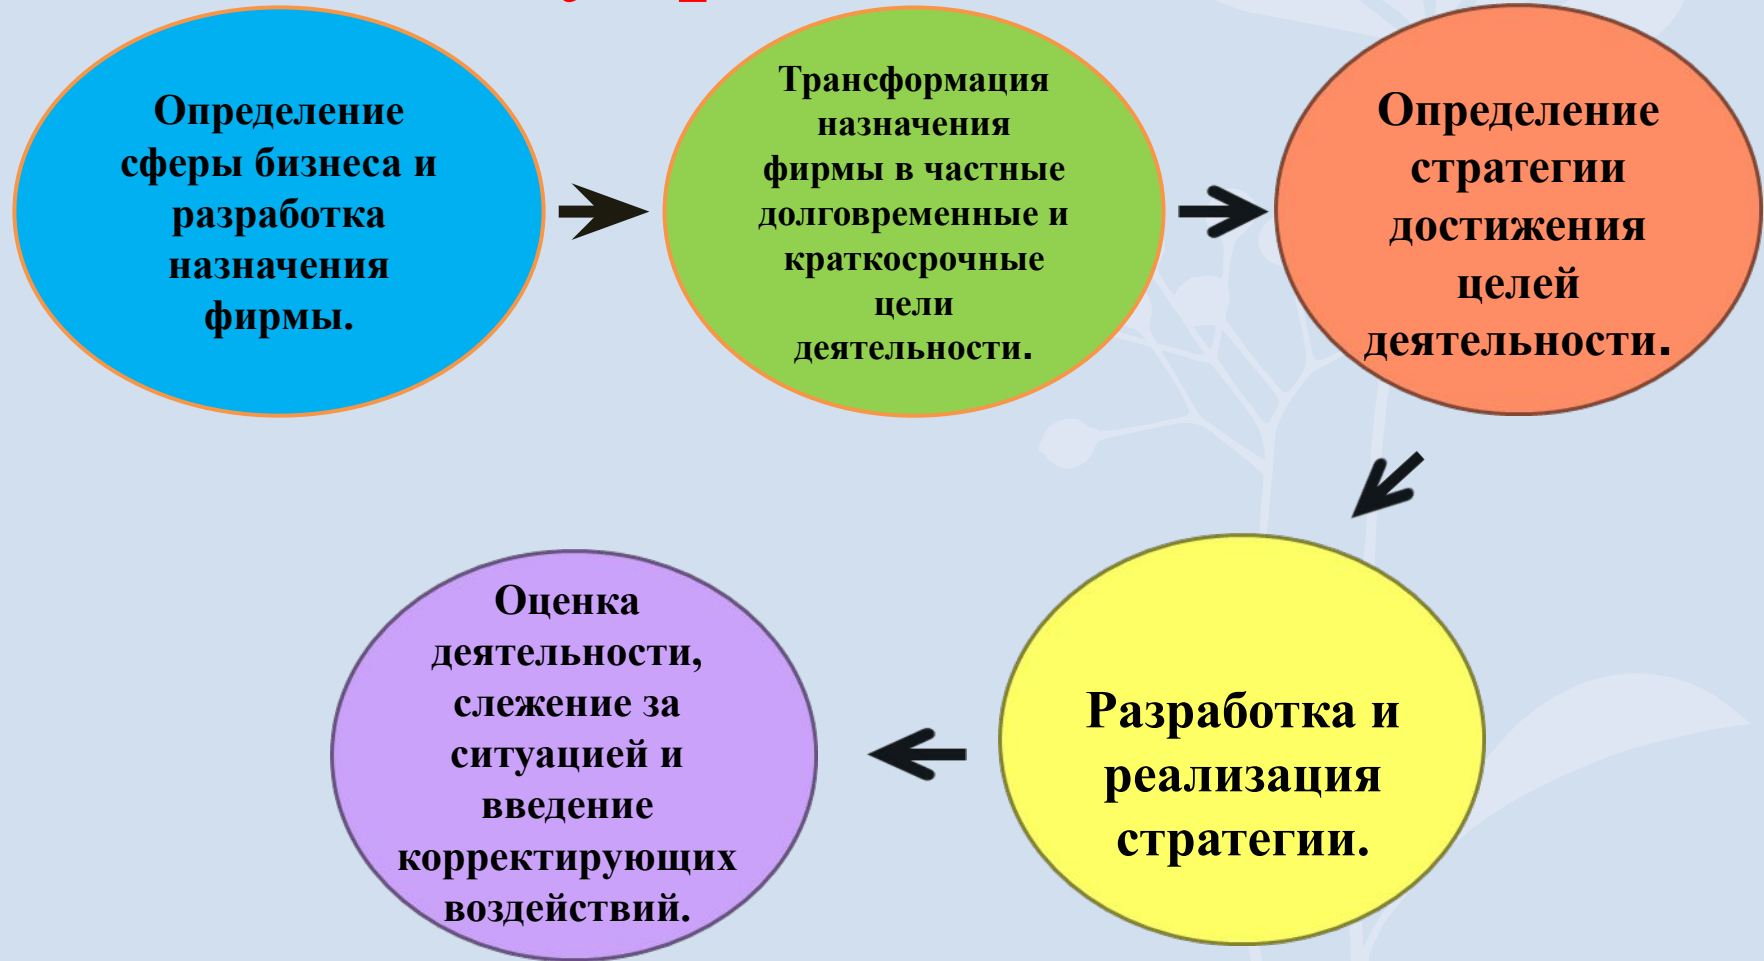 Определение
сферы бизнеса и
разработка
назначения
фирмы.
Трансформация
назначения
фирмы в частные
долговременные и
краткосрочные
цели
деятельности.
Определение
стратегии
достижения
целей
деятельности.
Разработка и
реализация
стратегии.
Оценка
деятельности,
слежение за
ситуацией и
введение
корректирующих
воздействий.